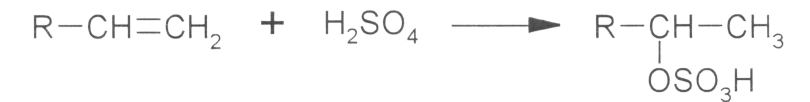 R—CH=CH₂ + H₂SO₄ ⟶ R—CH—CH₃
OSO₃H